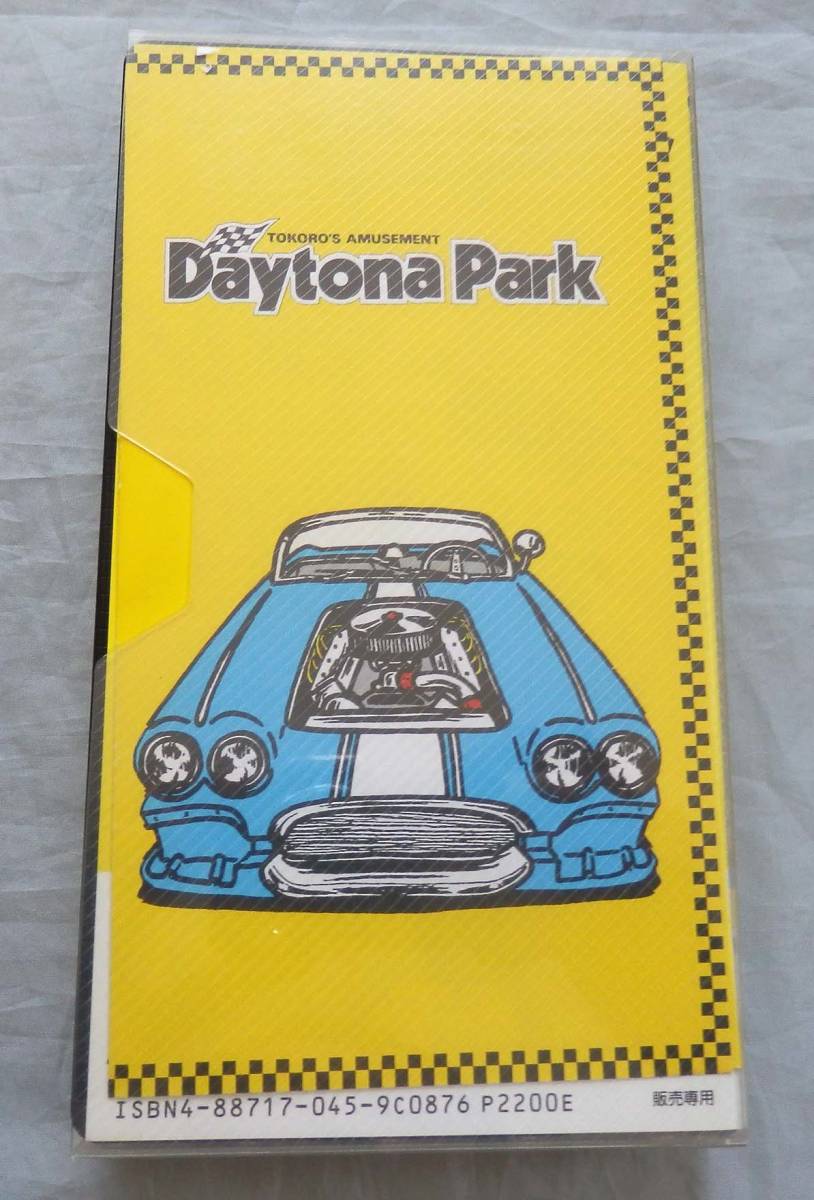 TOKORO'S AMUSEMENT
Daytona Park
ISBN4-88717-045-9C0876 P2200E
販売専用